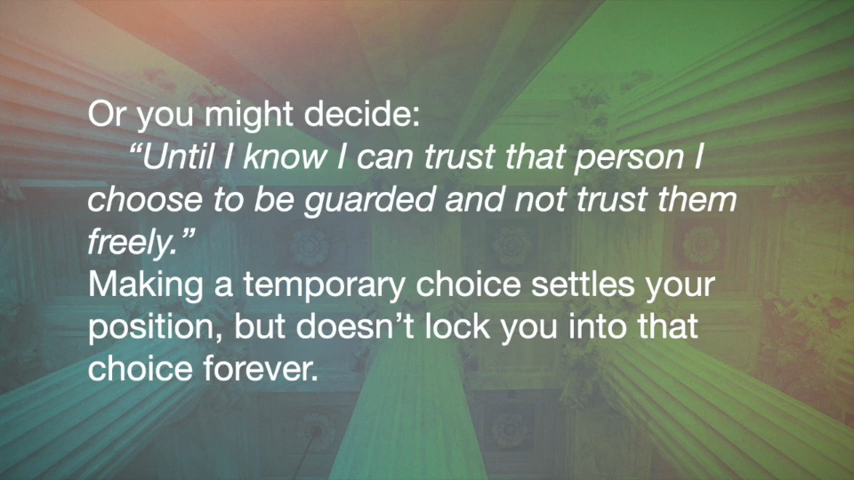 Or you might decide:
“Until I know I can trust that person I
choose to be guarded and not trust them
freely.”
Making a temporary choice settles your
position, but doesn’t lock you into that
choice forever.